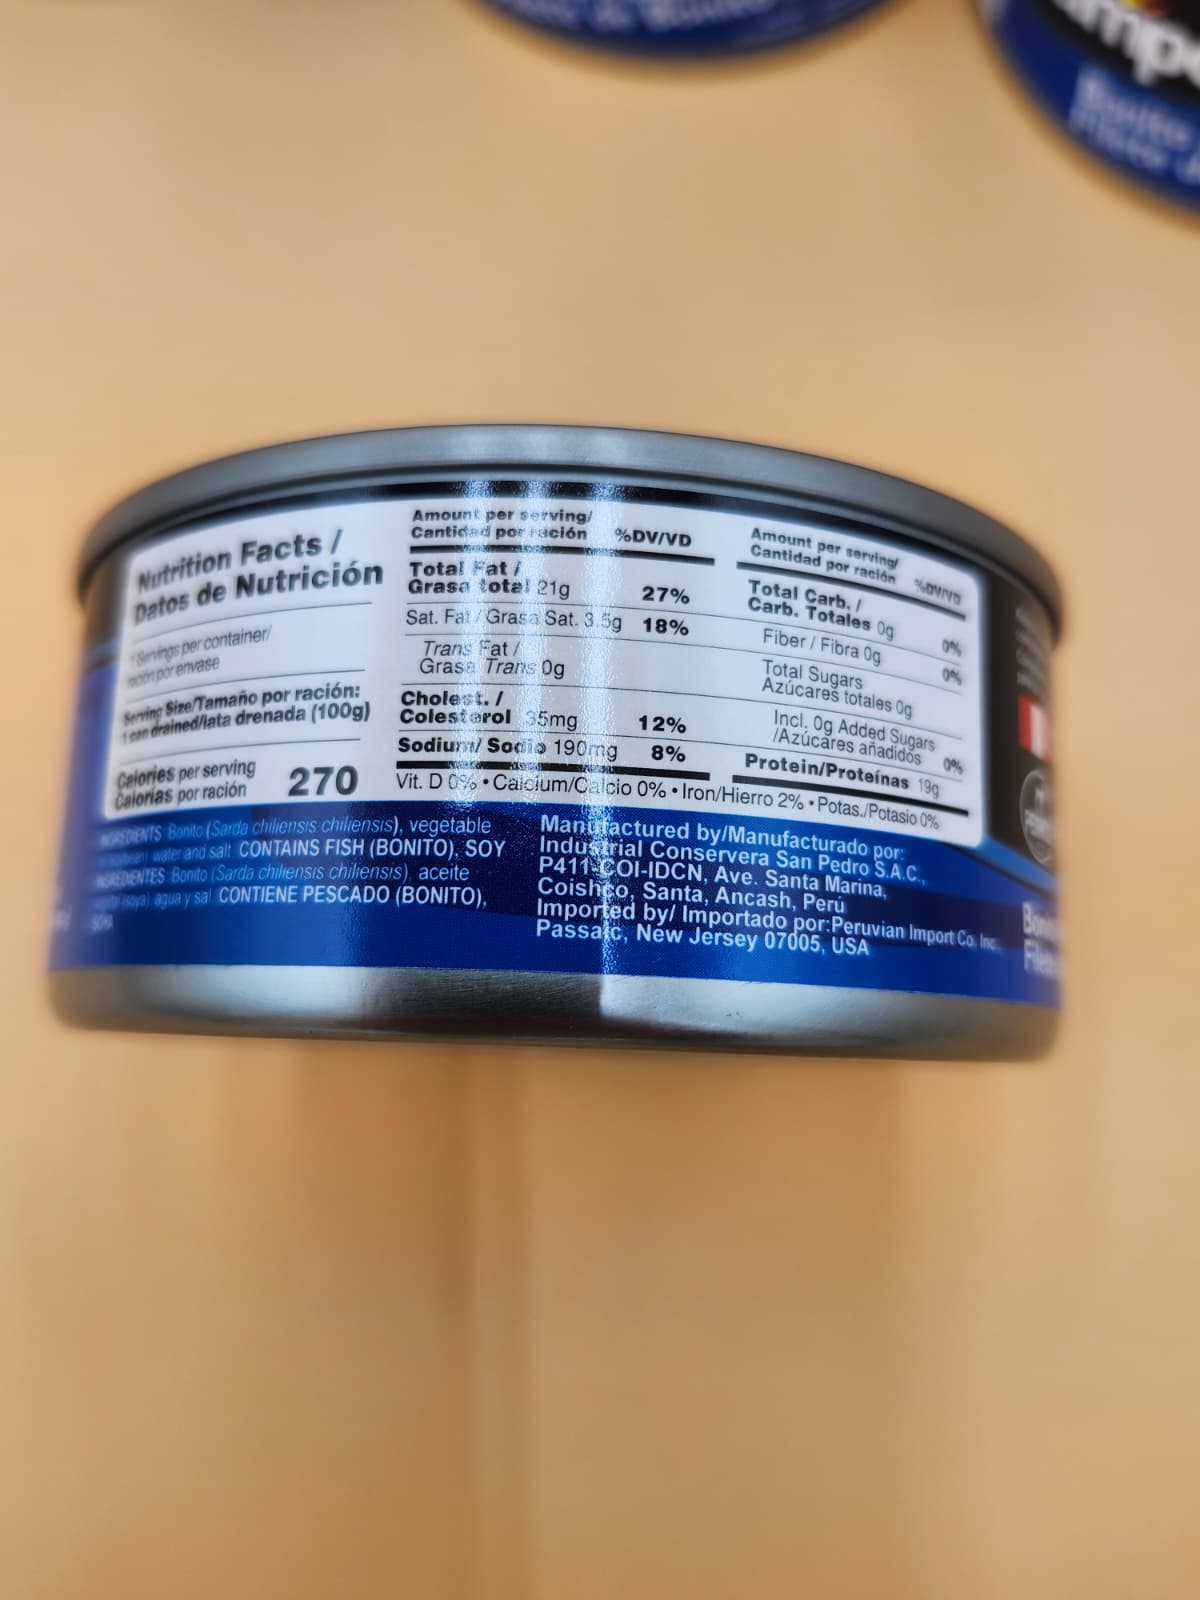 Nutrition Facts /
Datos de Nutrición
1 Servings per container/
ración por envase
Serving Size/Tamaño por ración:
1 can drained/lata drenada (100g)
Calories per serving
Calorías por ración
270
Amount per serving/
Cantidad por ración %DV/VD
Total Fat /
Grasa total 21g 27%
Sat. Fat / Grasa Sat. 3.5g 18%
Trans Fat /
Grasa Trans 0g
Cholest. /
Colesterol 35mg 12%
Sodium/ Sodio 190mg 8%
Amount per serving/
Cantidad por ración %DV/VD
Total Carb. /
Carb. Totales 0g 0%
Fiber / Fibra 0g 0%
Total Sugars
Azúcares totales 0g
Incl. 0g Added Sugars
/Azúcares añadidos 0%
Protein/Proteínas 19g
Vit. D 0% • Calcium/Calcio 0% • Iron/Hierro 2% • Potas./Potasio 0%
INGREDIENTS: Bonito (Sarda chiliensis chiliensis), vegetable
water and salt. CONTAINS FISH (BONITO), SOY
INGREDIENTES: Bonito (Sarda chiliensis chiliensis), aceite
agua y sal. CONTIENE PESCADO (BONITO),
SOYA
Manufactured by/Manufacturado por:
Industrial Conservera San Pedro S.A.C.,
P411-COI-IDCN, Ave. Santa Marina,
Coishco, Santa, Ancash, Perú
Imported by/ Importado por:Peruvian Import Co. Inc.
Passaic, New Jersey 07005, USA